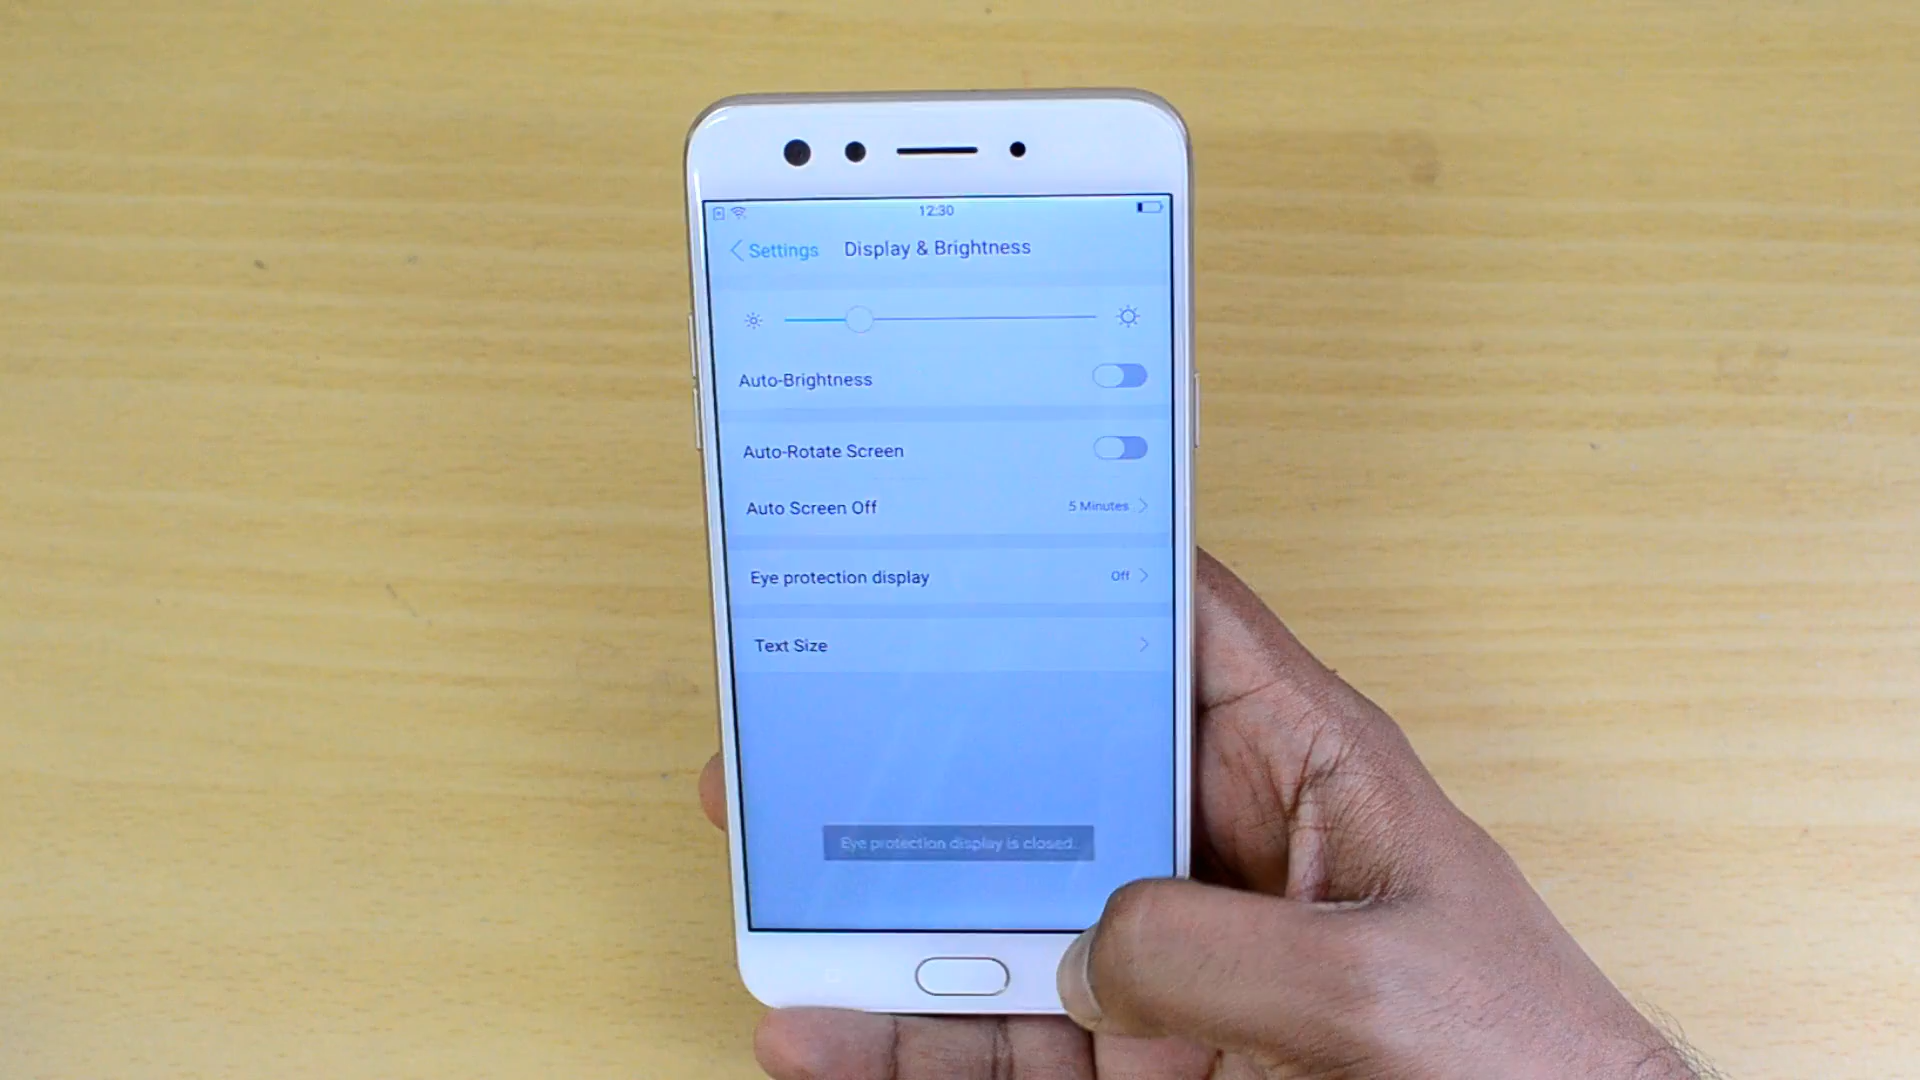 12:30
Settings Display & Brightness
Auto-Brightness
Auto-Rotate Screen
Auto Screen Off 5 Minutes
Eye protection display Off
Text Size
Eye protection display is closed.